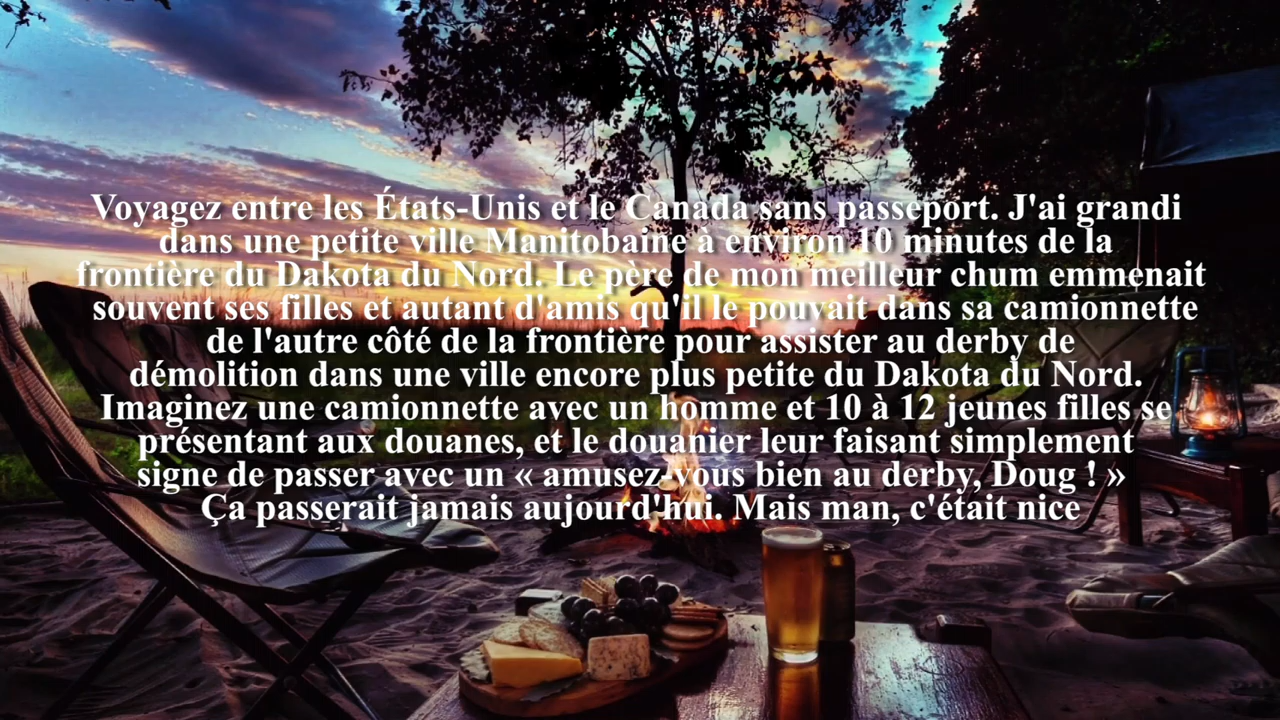 Voyagez entre les États-Unis et le Canada sans passeport. J'ai grandi
dans une petite ville Manitobaine à environ 10 minutes de la
frontière du Dakota du Nord. Le père de mon meilleur chum emmenait
souvent ses filles et autant d'amis qu'il le pouvait dans sa camionnette
de l'autre côté de la frontière pour assister au derby de
démolition dans une ville encore plus petite du Dakota du Nord.
Imaginez une camionnette avec un homme et 10 à 12 jeunes filles se
présentant aux douanes, et le douanier leur faisant simplement
signe de passer avec un « amusez-vous bien au derby, Doug ! »
Ça passerait jamais aujourd'hui. Mais man, c'était nice